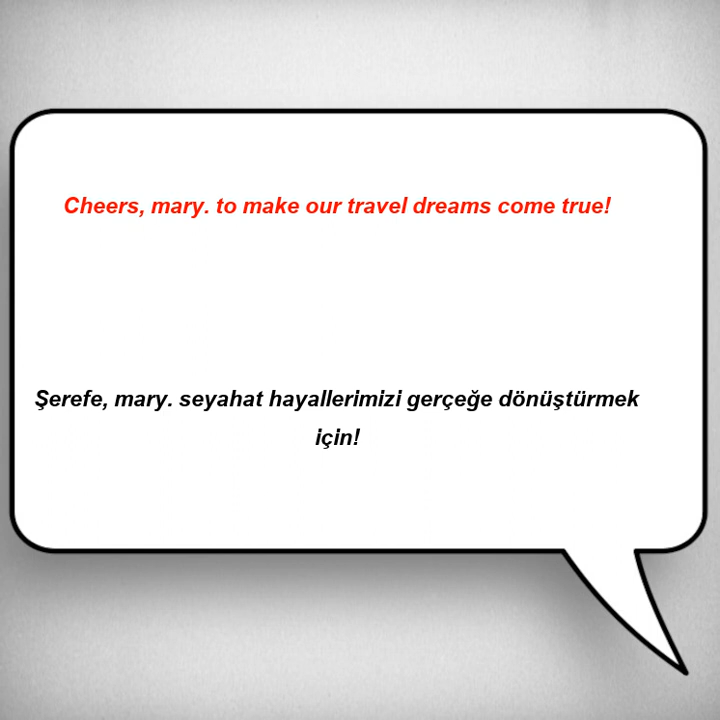 Cheers, mary. to make our travel dreams come true!
Şerefe, mary. seyahat hayallerimizi gerçeğe dönüştürmek
için!